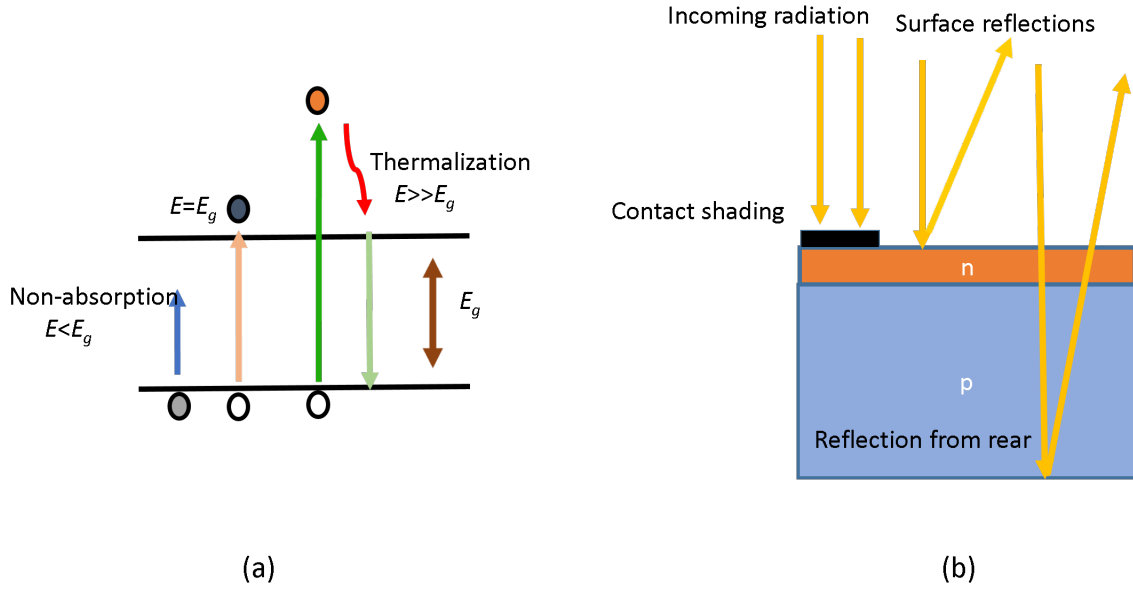 Thermalization
E>>Eg
E=Eg
Non-absorption
E<Eg
Eg
(a)
Incoming radiation
Surface reflections
Contact shading
n
p
Reflection from rear
(b)